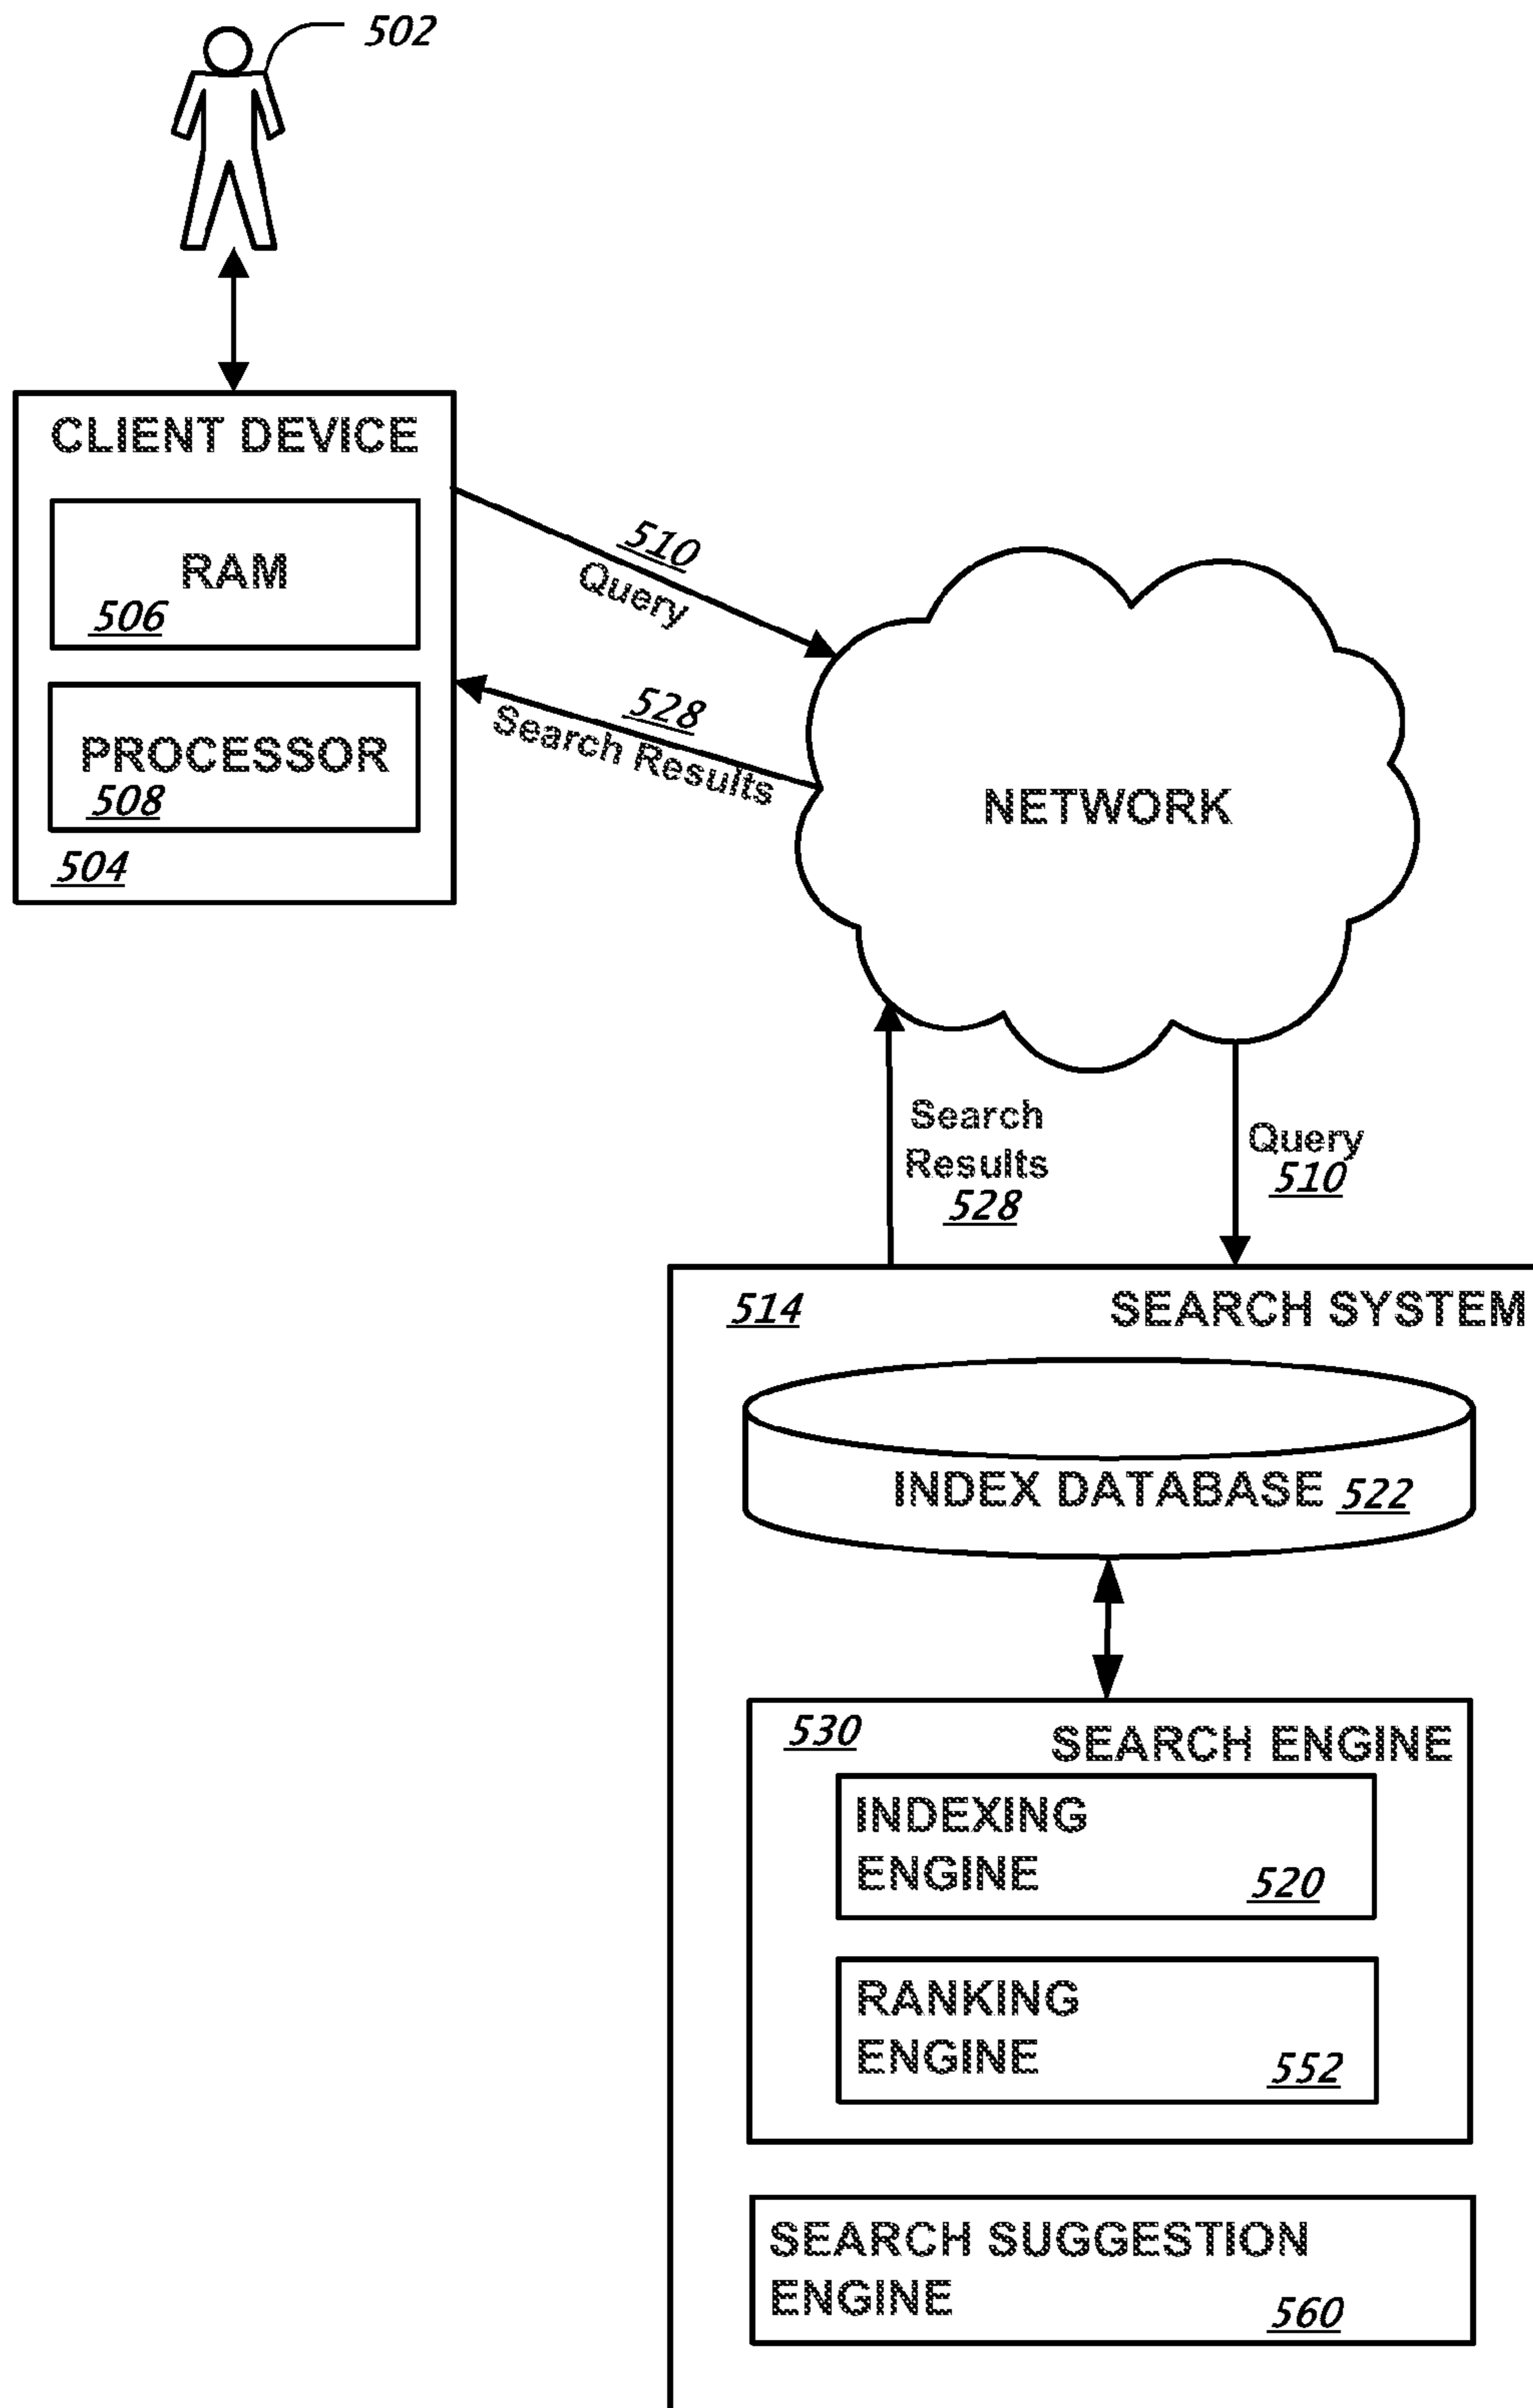 502
CLIENT DEVICE
RAM
506
PROCESSOR
508
504
510
Query
528
Search Results
NETWORK
Search
Results
528
Query
510
514 SEARCH SYSTEM
INDEX DATABASE 522
530 SEARCH ENGINE
INDEXING
ENGINE 520
RANKING
ENGINE 552
SEARCH SUGGESTION
ENGINE 560